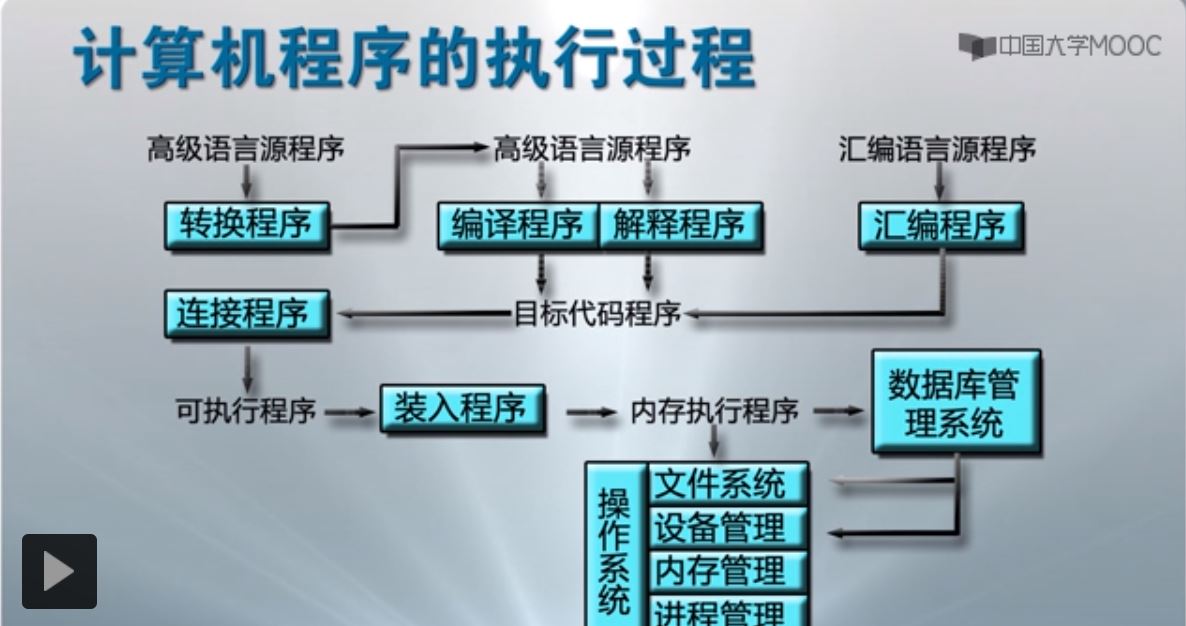 计算机程序的执行过程
中国大学MOOC
高级语言源程序
高级语言源程序
汇编语言源程序
转换程序
编译程序
解释程序
汇编程序
连接程序
目标代码程序
可执行程序
装入程序
内存执行程序
数据库管
理系统
操作系统
文件系统
设备管理
内存管理
进程管理